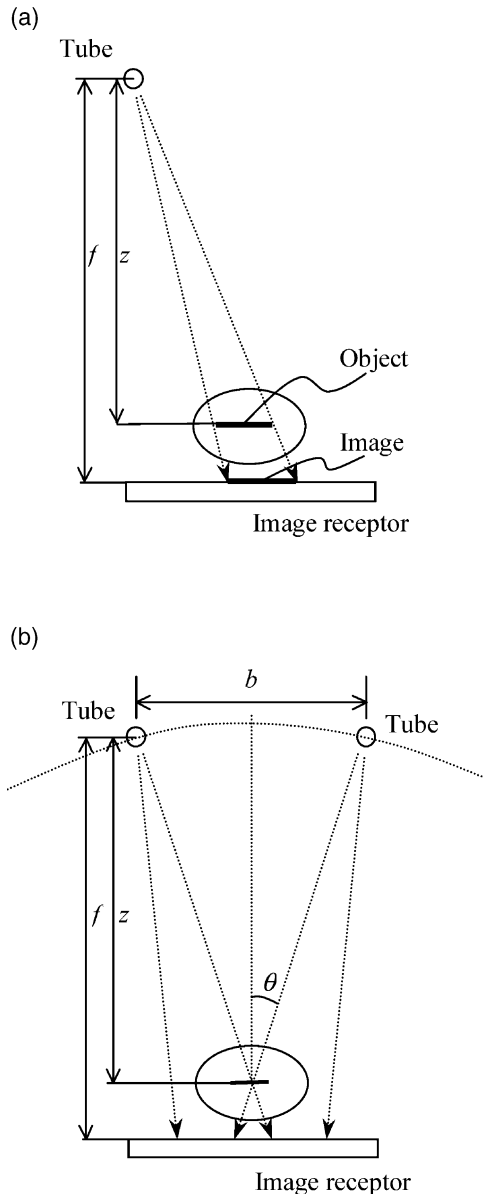 (a)
Tube
f
z
Object
Image
Image receptor
(b)
b
Tube
Tube
f
z
θ
Image receptor